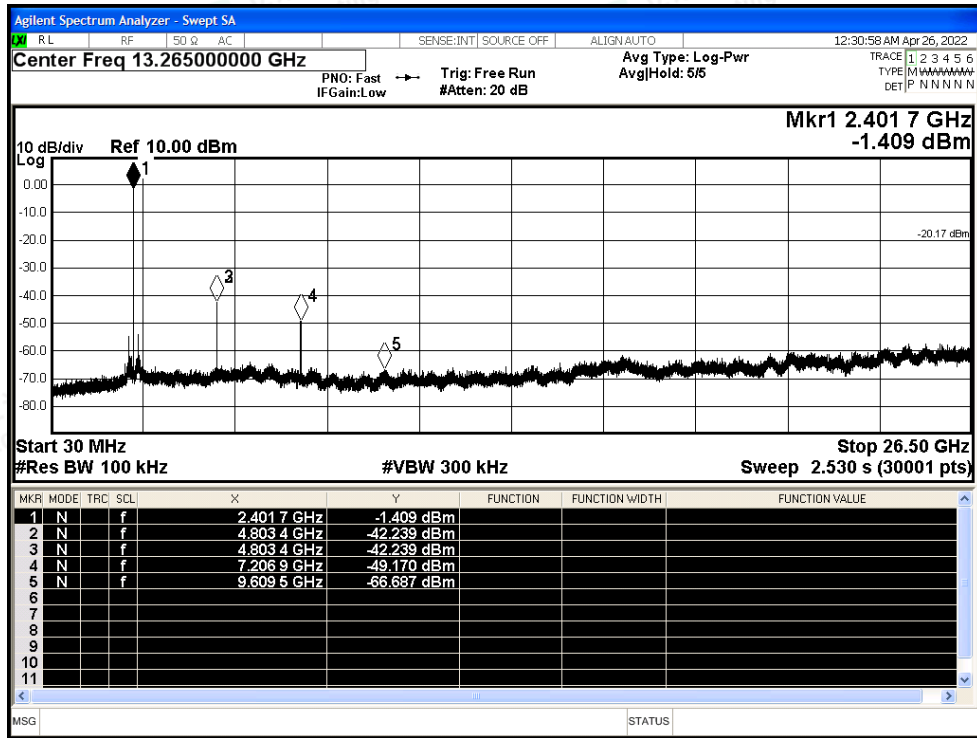 Agilent Spectrum Analyzer - Swept SA
LXI RL RF 50 Ω AC SENSE:INT SOURCE OFF ALIGN AUTO 12:30:58 AM Apr 26, 2022
Center Freq 13.265000000 GHz
PNO: Fast Trig: Free Run Avg Type: Log-Pwr TRACE 1 2 3 4 5 6
IFGain:Low #Atten: 20 dB Avg|Hold: 5/5 TYPE M
DET P N N N N N
Mkr1 2.401 7 GHz
-1.409 dBm
10 dB/div Ref 10.00 dBm
Log
1
0.00
-10.0
-20.0 -20.17 dBm
-30.0
3
-40.0 4
-50.0
5
-60.0
-70.0
-80.0
Start 30 MHz Stop 26.50 GHz
#Res BW 100 kHz #VBW 300 kHz Sweep 2.530 s (30001 pts)
MKR MODE TRC SCL X Y FUNCTION FUNCTION WIDTH FUNCTION VALUE
1 N f 2.401 7 GHz -1.409 dBm
2 N f 4.803 4 GHz -42.239 dBm
3 N f 4.803 4 GHz -42.239 dBm
4 N f 7.206 9 GHz -49.170 dBm
5 N f 9.609 5 GHz -66.687 dBm
6
7
8
9
10
11
MSG STATUS